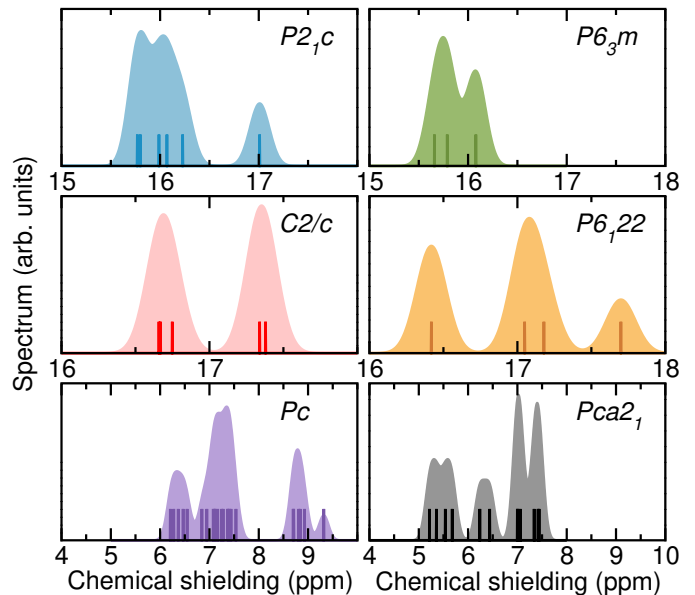 P2₁c
P6₃m
15 16 17
15 16 17 18
C2/c
P6₁22
16 17
16 17 18
Pc
Pca2₁
4 5 6 7 8 9
4 5 6 7 8 9 10
Chemical shielding (ppm)
Chemical shielding (ppm)
Spectrum (arb. units)